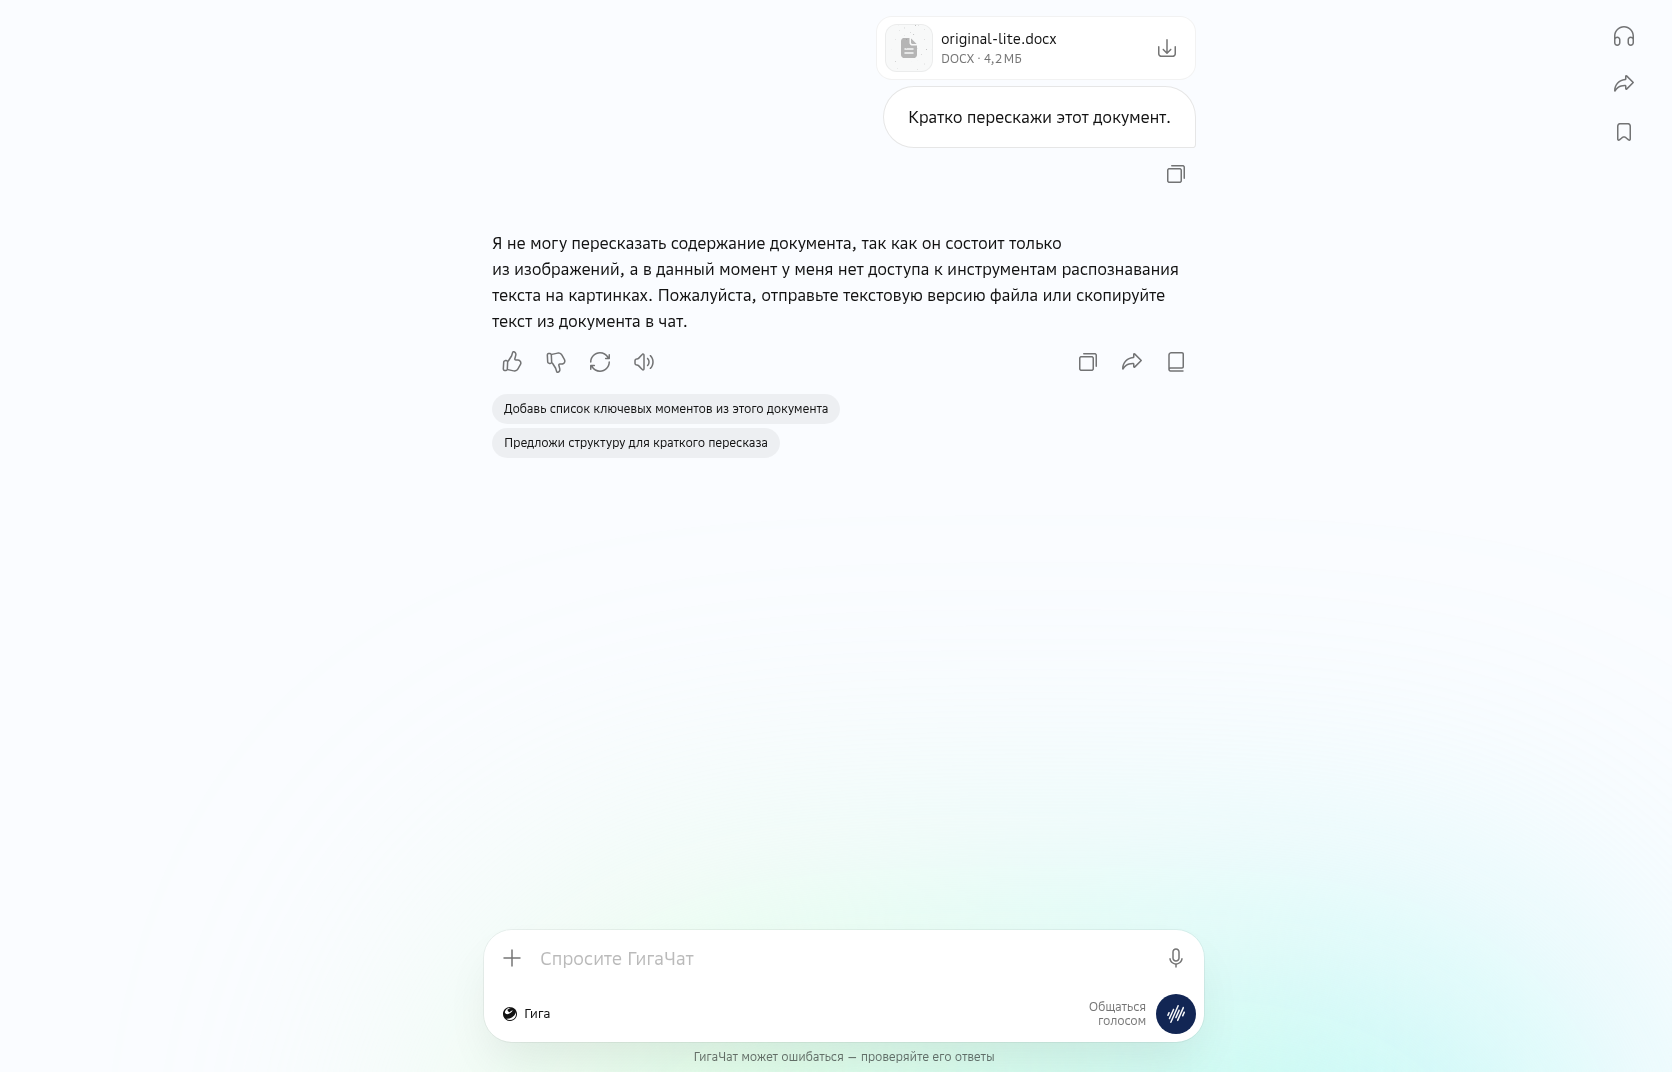 original-lite.docx
DOCX · 4,2 МБ
Кратко перескажи этот документ.
Я не могу пересказать содержание документа, так как он состоит только
из изображений, а в данный момент у меня нет доступа к инструментам распознавания
текста на картинках. Пожалуйста, отправьте текстовую версию файла или скопируйте
текст из документа в чат.
Добавь список ключевых моментов из этого документа
Предложи структуру для краткого пересказа
Спросите ГигаЧат
Гига
Общаться
голосом
ГигаЧат может ошибаться — проверяйте его ответы